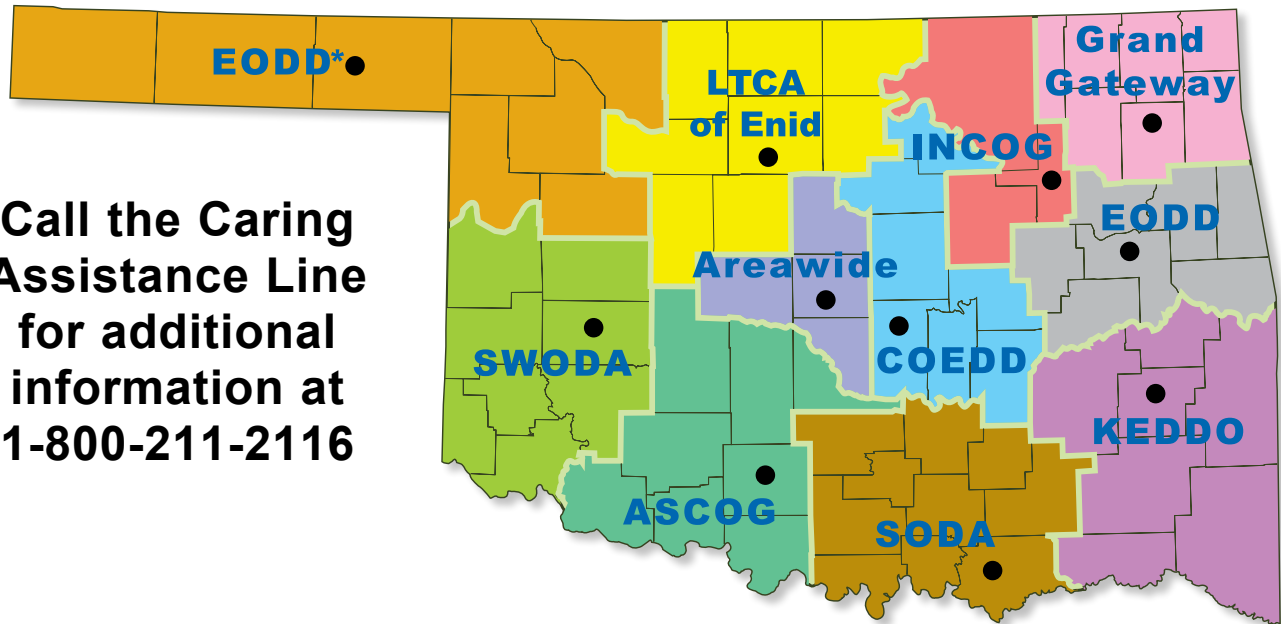 EODD*
LTCA
of Enid
Grand
Gateway
INCOG
EODD
Areawide
SWODA
COEDD
KEDDO
ASCOG
SODA
Call the Caring
Assistance Line
for additional
information at
1-800-211-2116